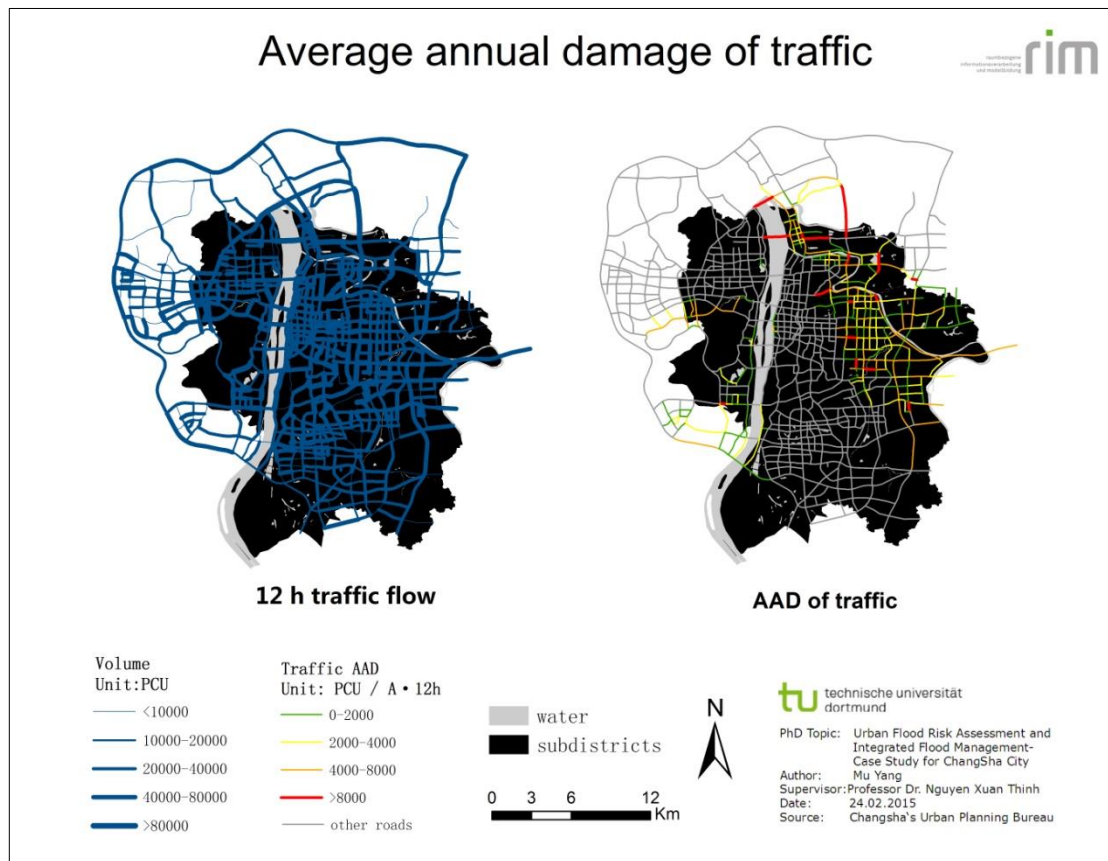 Average annual damage of traffic
raumbezogene
informationsverarbeitung
und modellbildung
rim
12 h traffic flow
AAD of traffic
Volume
Unit:PCU
<10000
10000-20000
20000-40000
40000-80000
>80000
Traffic AAD
Unit: PCU / A·12h
0-2000
2000-4000
4000-8000
>8000
other roads
water
subdistricts
0 3 6 12
Km
N
tu technische universität
dortmund
PhD Topic: Urban Flood Risk Assessment and
Integrated Flood Management-
Case Study for ChangSha City
Author: Mu Yang
Supervisor:Professor Dr. Nguyen Xuan Thinh
Date: 24.02.2015
Source: Changsha's Urban Planning Bureau